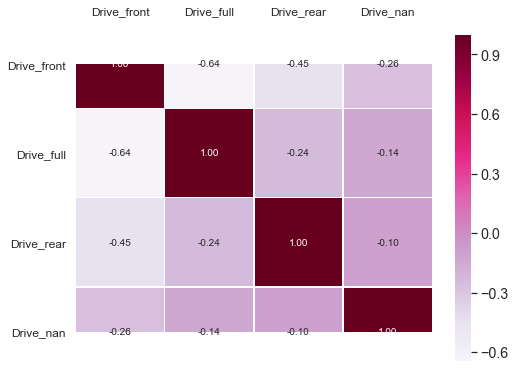 Drive_front Drive_full Drive_rear Drive_nan
Drive_front 1.00 -0.64 -0.45 -0.26
Drive_full -0.64 1.00 -0.24 -0.14
Drive_rear -0.45 -0.24 1.00 -0.10
Drive_nan -0.26 -0.14 -0.10 1.00
0.9
0.6
0.3
0.0
−0.3
−0.6